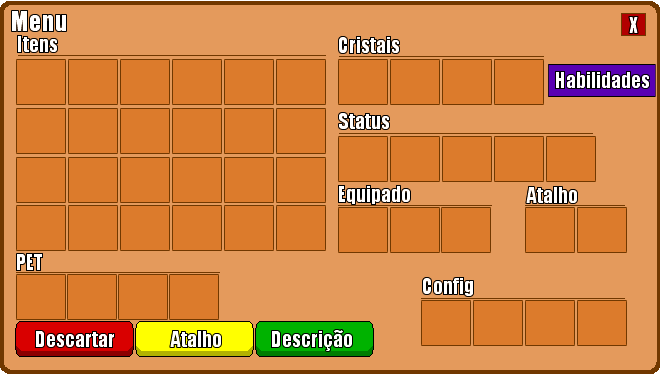 Menu
X
Itens
Cristais
Habilidades
Status
Equipado
Atalho
PET
Config
Descartar
Atalho
Descrição